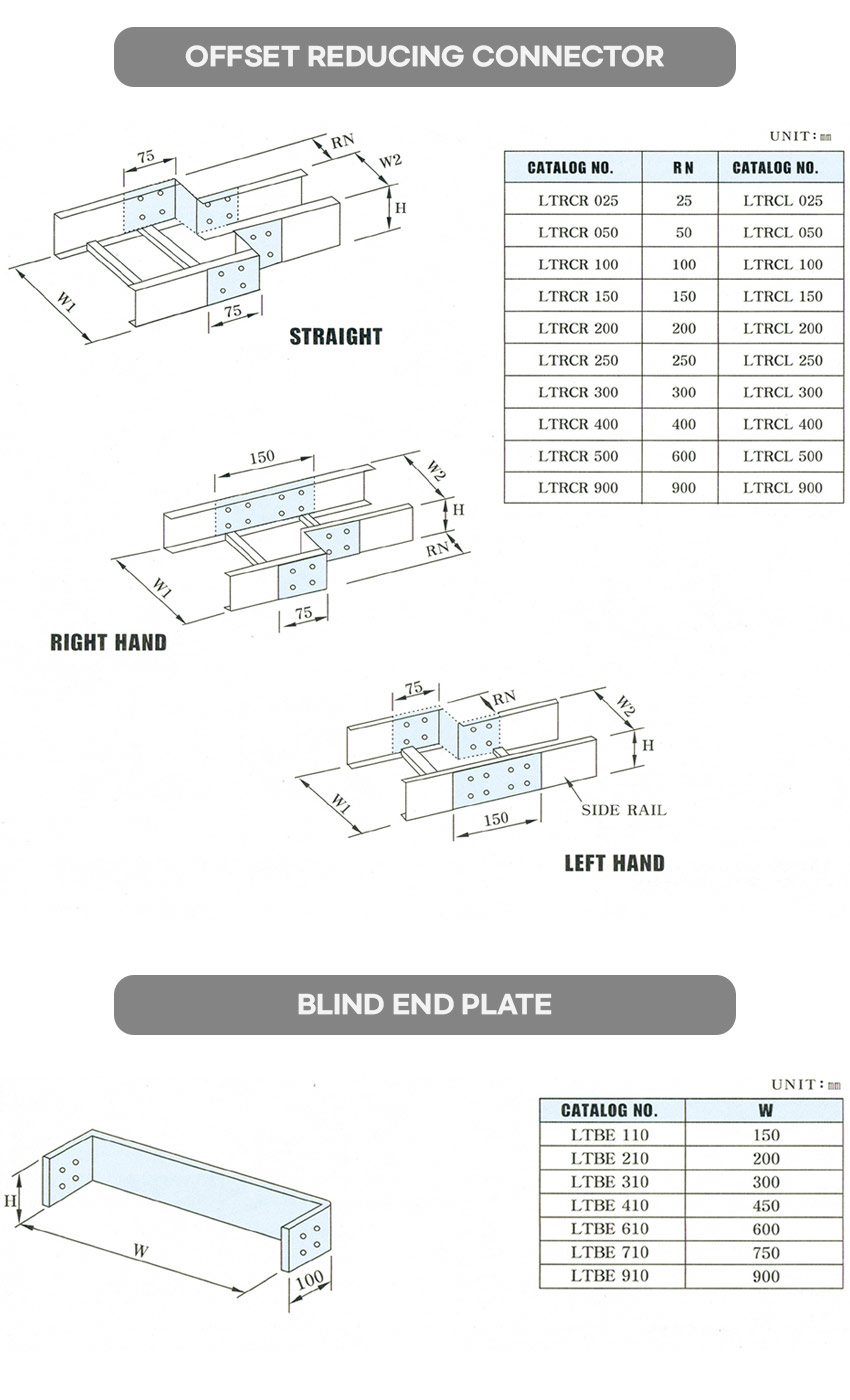 OFFSET REDUCING CONNECTOR
75
RN
W2
H
W1
75
STRAIGHT
UNIT : ㎜
CATALOG NO. RN CATALOG NO.
LTRCR 025 25 LTRCL 025
LTRCR 050 50 LTRCL 050
LTRCR 100 100 LTRCL 100
LTRCR 150 150 LTRCL 150
LTRCR 200 200 LTRCL 200
LTRCR 250 250 LTRCL 250
LTRCR 300 300 LTRCL 300
LTRCR 400 400 LTRCL 400
LTRCR 500 600 LTRCL 500
LTRCR 900 900 LTRCL 900
150
W2
H
RN
W1
75
RIGHT HAND
75
RN
W2
H
W1
SIDE RAIL
150
LEFT HAND
BLIND END PLATE
H
W
100
UNIT : ㎜
CATALOG NO. W
LTBE 110 150
LTBE 210 200
LTBE 310 300
LTBE 410 450
LTBE 610 600
LTBE 710 750
LTBE 910 900